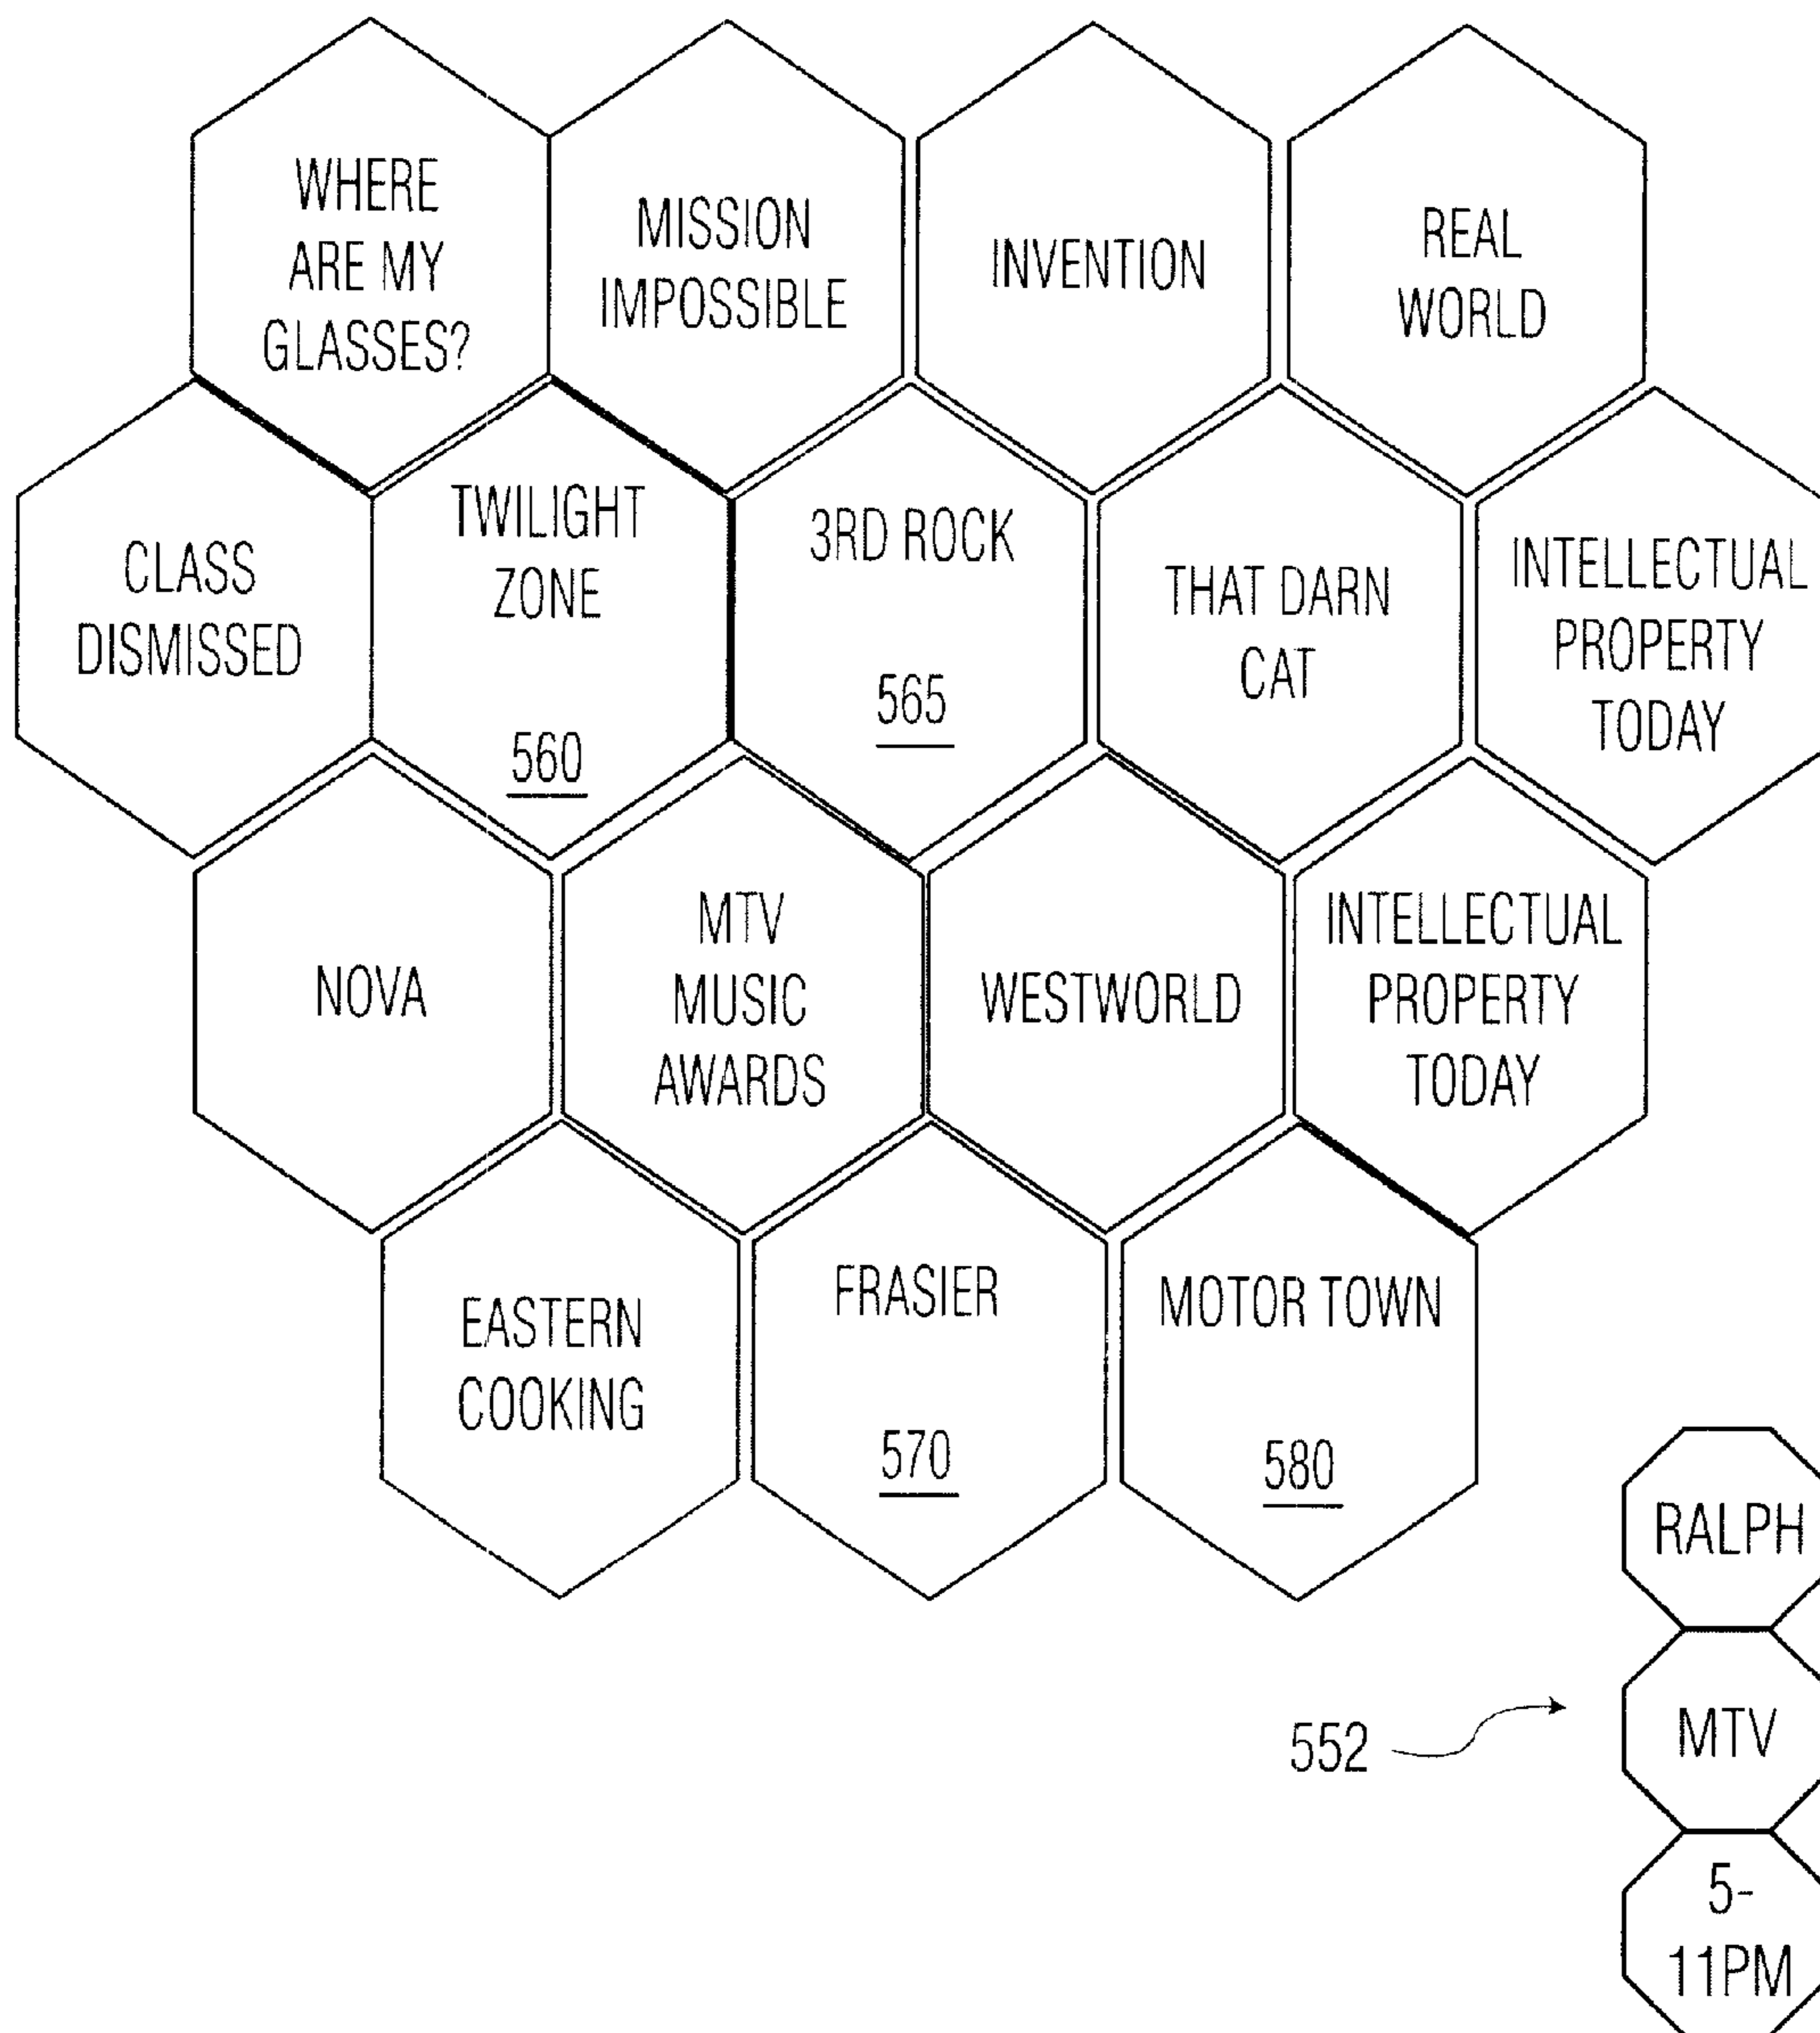 WHERE
ARE MY
GLASSES?
MISSION
IMPOSSIBLE
INVENTION
REAL
WORLD
CLASS
DISMISSED
TWILIGHT
ZONE
560
3RD ROCK
565
THAT DARN
CAT
INTELLECTUAL
PROPERTY
TODAY
NOVA
MTV
MUSIC
AWARDS
WESTWORLD
INTELLECTUAL
PROPERTY
TODAY
EASTERN
COOKING
FRASIER
570
MOTOR TOWN
580
RALPH
552
MTV
5-
11PM